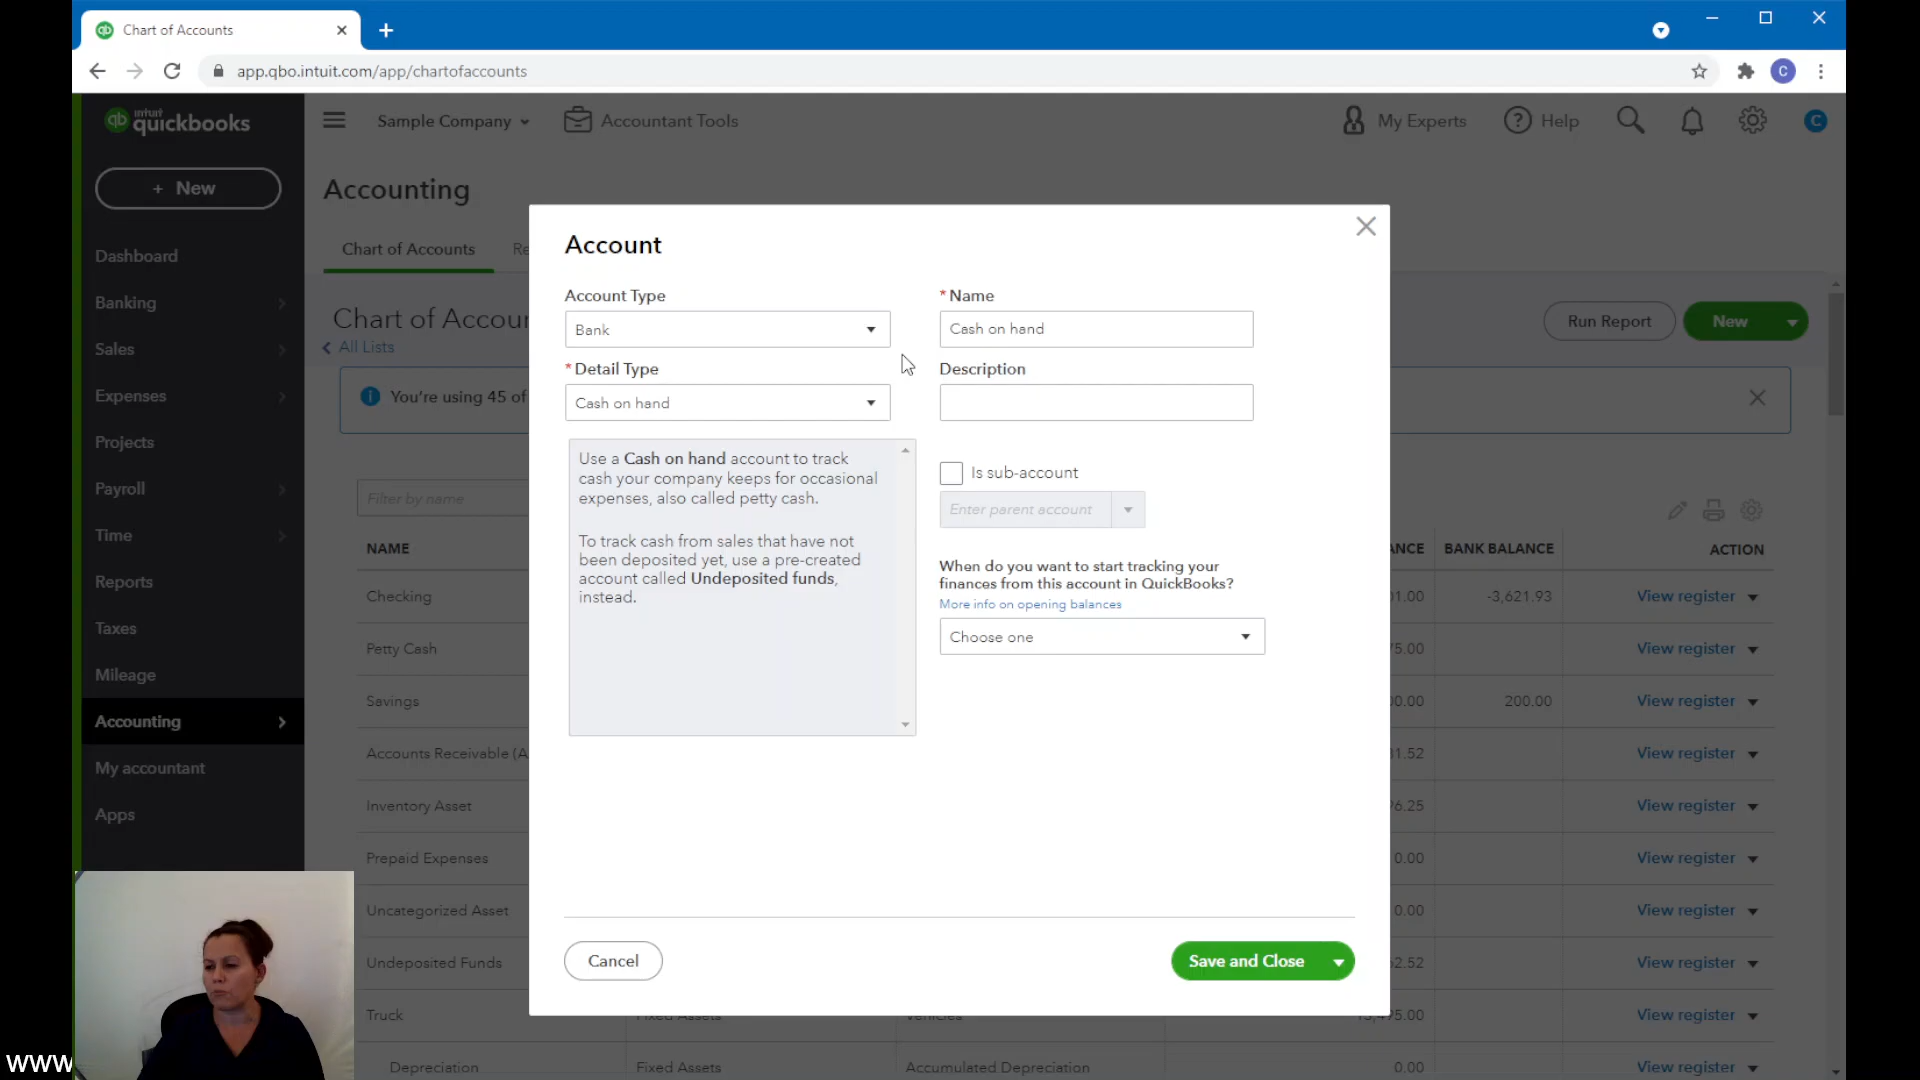 Chart of Accounts
app.qbo.intuit.com/app/chartofaccounts
C
intuit
qb quickbooks
Sample Company
Accountant Tools
My Experts
Help
C
+ New
Accounting
Dashboard
Banking
Sales
Expenses
Projects
Payroll
Time
Reports
Taxes
Mileage
Accounting
My accountant
Apps
Chart of Accounts
Re
Chart of Accoun
All Lists
Run Report
New
You're using 45 of
Filter by name
NAME
ANCE
BANK BALANCE
ACTION
Checking
01.00
-3,621.93
View register
Petty Cash
75.00
View register
Savings
00.00
200.00
View register
Accounts Receivable (A
81.52
View register
Inventory Asset
96.25
View register
Prepaid Expenses
0.00
View register
Uncategorized Asset
0.00
View register
Undeposited Funds
62.52
View register
Truck
Fixed Assets
Vehicles
13,495.00
View register
Depreciation
Fixed Assets
Accumulated Depreciation
0.00
View register
Account
Account Type
Bank
* Name
Cash on hand
* Detail Type
Cash on hand
Description
Use a Cash on hand account to track
cash your company keeps for occasional
expenses, also called petty cash.
To track cash from sales that have not
been deposited yet, use a pre-created
account called Undeposited funds,
instead.
Is sub-account
Enter parent account
When do you want to start tracking your
finances from this account in QuickBooks?
More info on opening balances
Choose one
Cancel
Save and Close
www